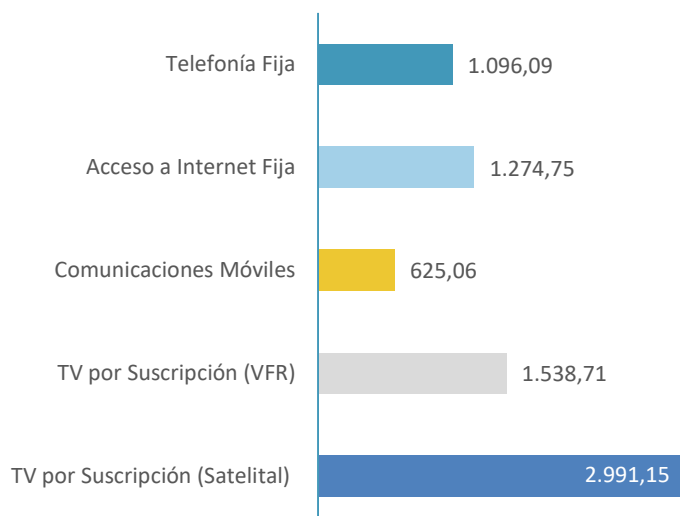 Telefonía Fija 1.096,09
Acceso a Internet Fija 1.274,75
Comunicaciones Móviles 625,06
TV por Suscripción (VFR) 1.538,71
TV por Suscripción (Satelital) 2.991,15